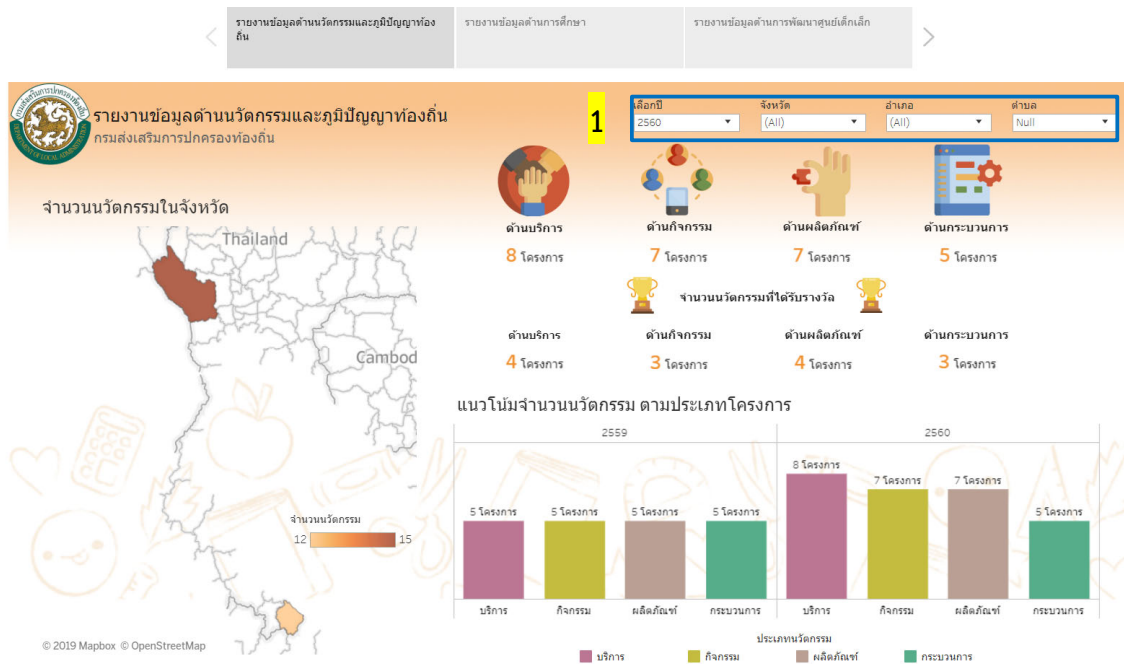 รายงานข้อมูลด้านนวัตกรรมและภูมิปัญญาท้อง
ถิ่น
รายงานข้อมูลด้านการศึกษา
รายงานข้อมูลด้านการพัฒนาศูนย์เด็กเล็ก
รายงานข้อมูลด้านนวัตกรรมและภูมิปัญญาท้องถิ่น
กรมส่งเสริมการปกครองท้องถิ่น
1
เลือกปี
จังหวัด
อำเภอ
ตำบล
2560
(All)
(All)
Null
จำนวนนวัตกรรมในจังหวัด
Thailand
Cambod
จำนวนนวัตกรรม
12
15
© 2019 Mapbox © OpenStreetMap
ด้านบริการ
ด้านกิจกรรม
ด้านผลิตภัณฑ์
ด้านกระบวนการ
8 โครงการ
7 โครงการ
7 โครงการ
5 โครงการ
จำนวนนวัตกรรมที่ได้รับรางวัล
ด้านบริการ
ด้านกิจกรรม
ด้านผลิตภัณฑ์
ด้านกระบวนการ
4 โครงการ
3 โครงการ
4 โครงการ
3 โครงการ
แนวโน้มจำนวนนวัตกรรม ตามประเภทโครงการ
2559
2560
5 โครงการ
5 โครงการ
5 โครงการ
5 โครงการ
8 โครงการ
7 โครงการ
7 โครงการ
5 โครงการ
บริการ
กิจกรรม
ผลิตภัณฑ์
กระบวนการ
บริการ
กิจกรรม
ผลิตภัณฑ์
กระบวนการ
ประเภทนวัตกรรม
บริการ
กิจกรรม
ผลิตภัณฑ์
กระบวนการ